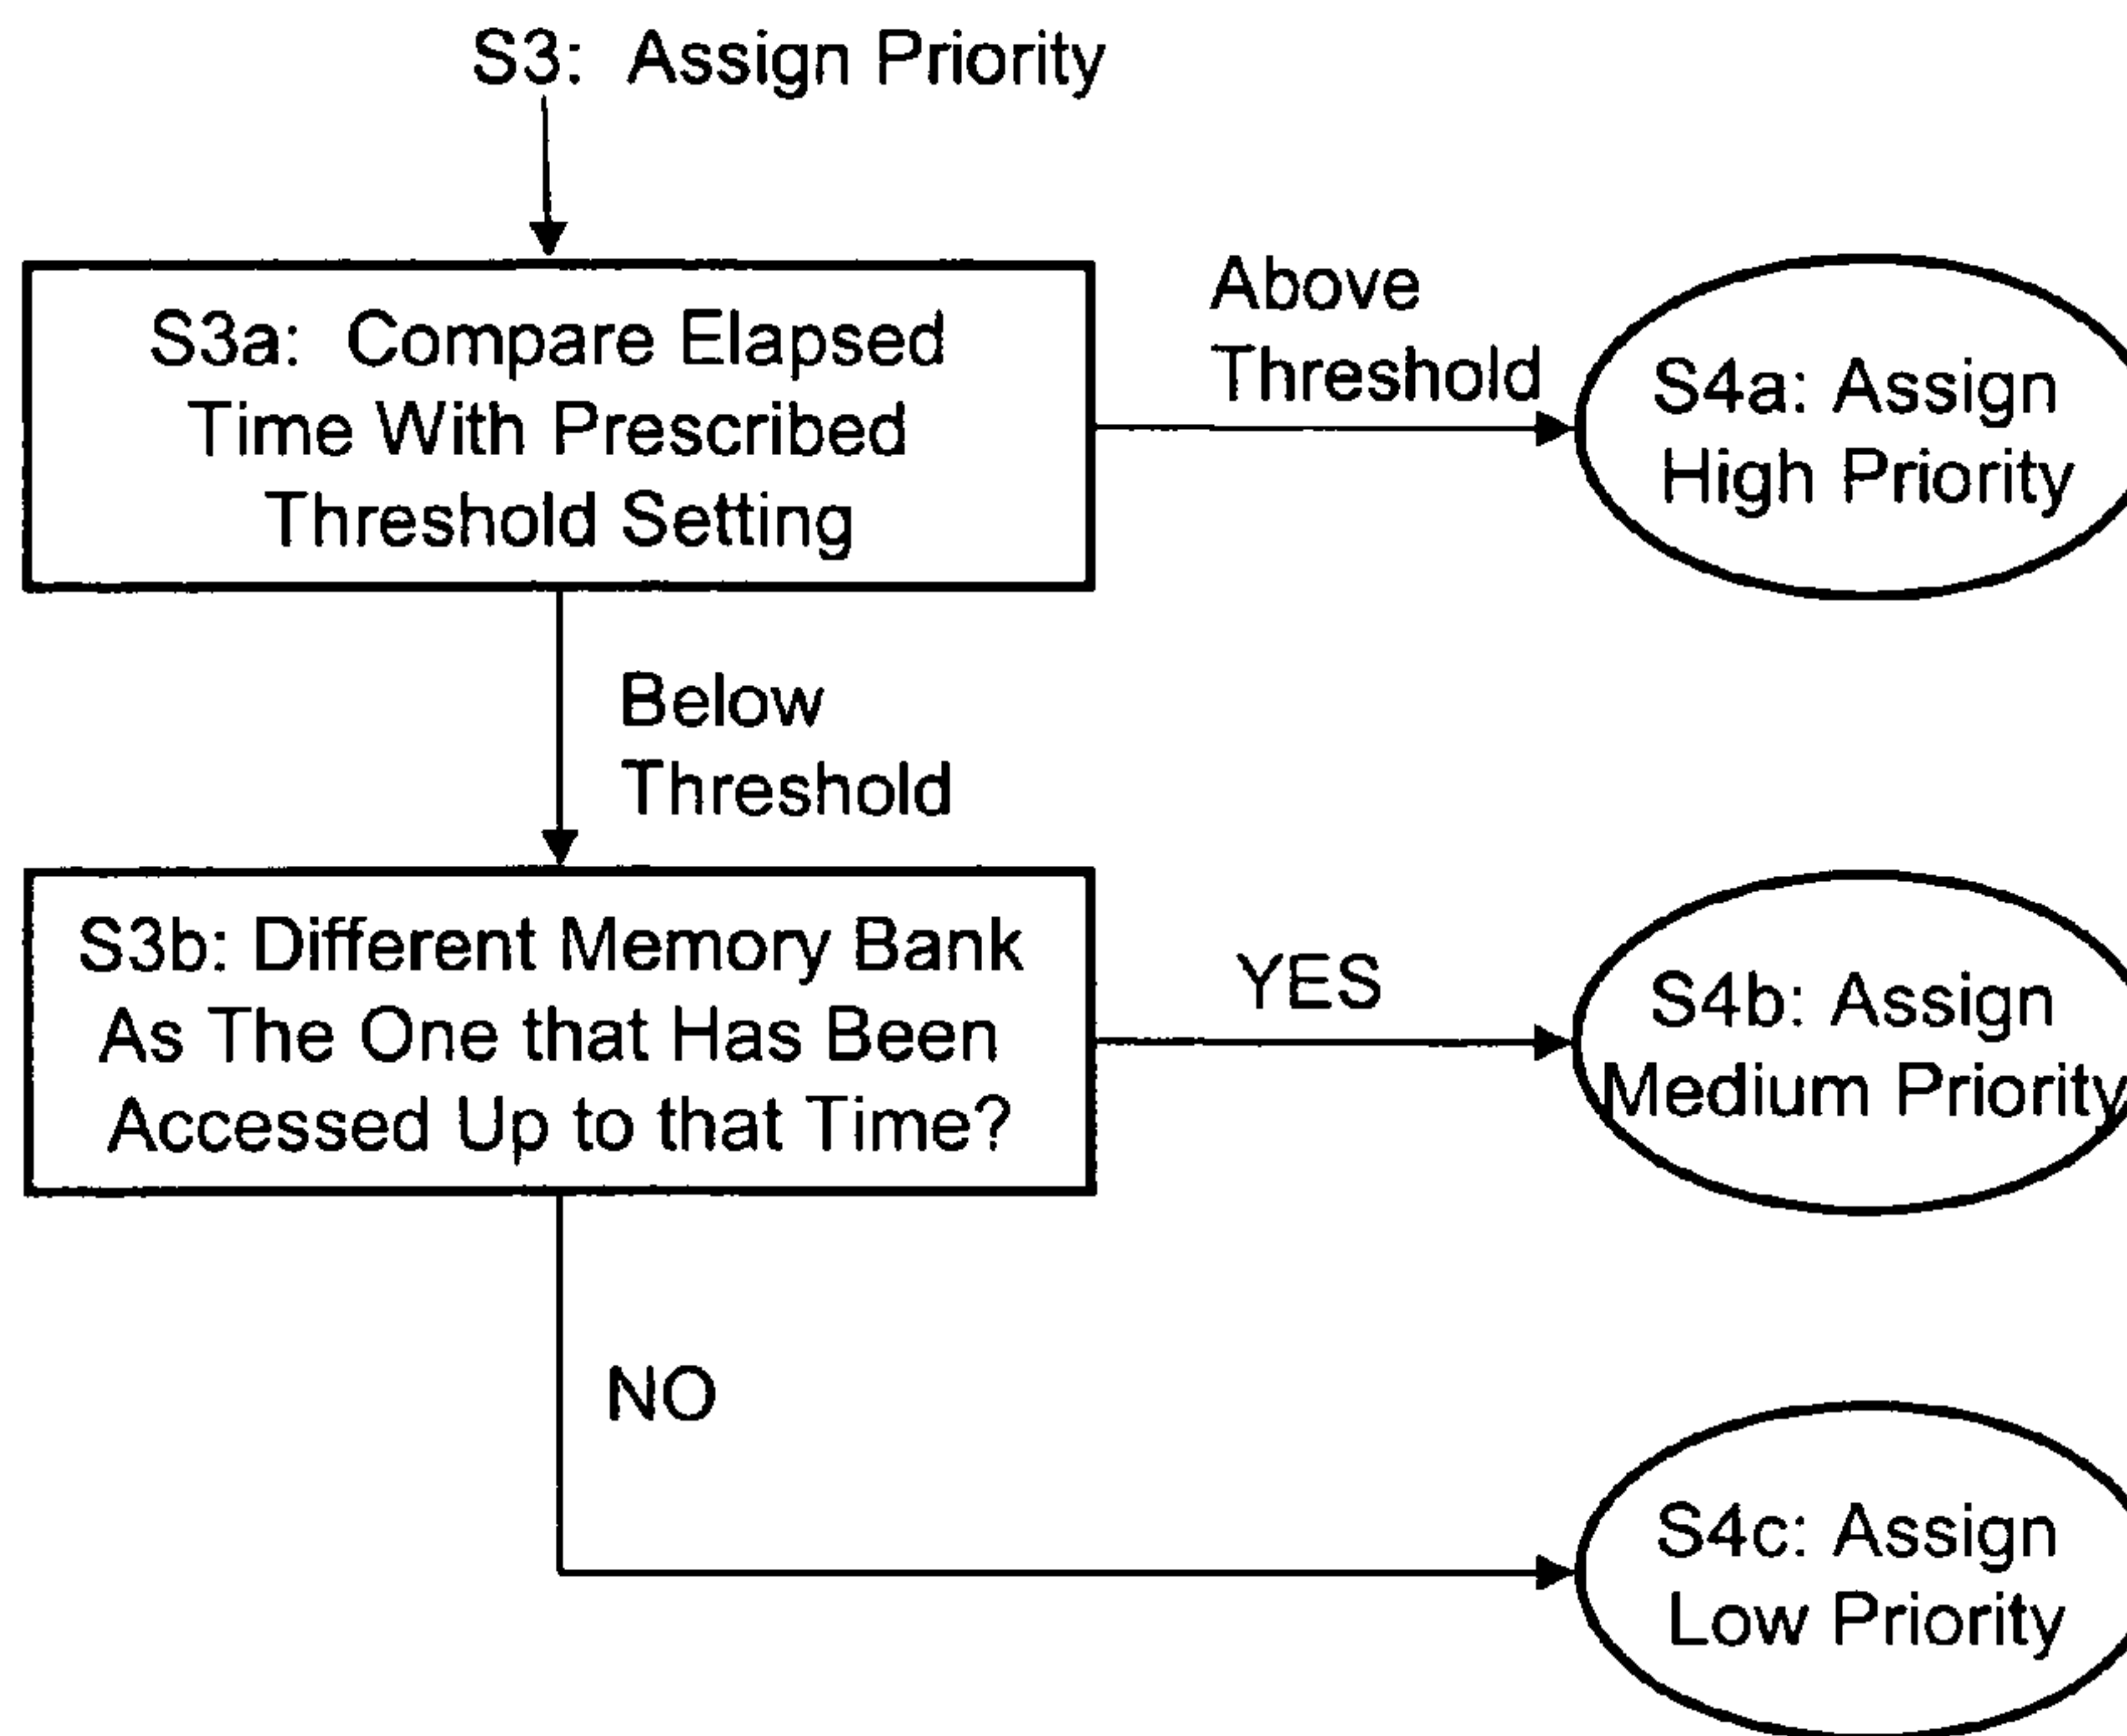 S3: Assign Priority
S3a: Compare Elapsed
Time With Prescribed
Threshold Setting
Above
Threshold
S4a: Assign
High Priority
Below
Threshold
S3b: Different Memory Bank
As The One that Has Been
Accessed Up to that Time?
YES
S4b: Assign
Medium Priority
NO
S4c: Assign
Low Priority